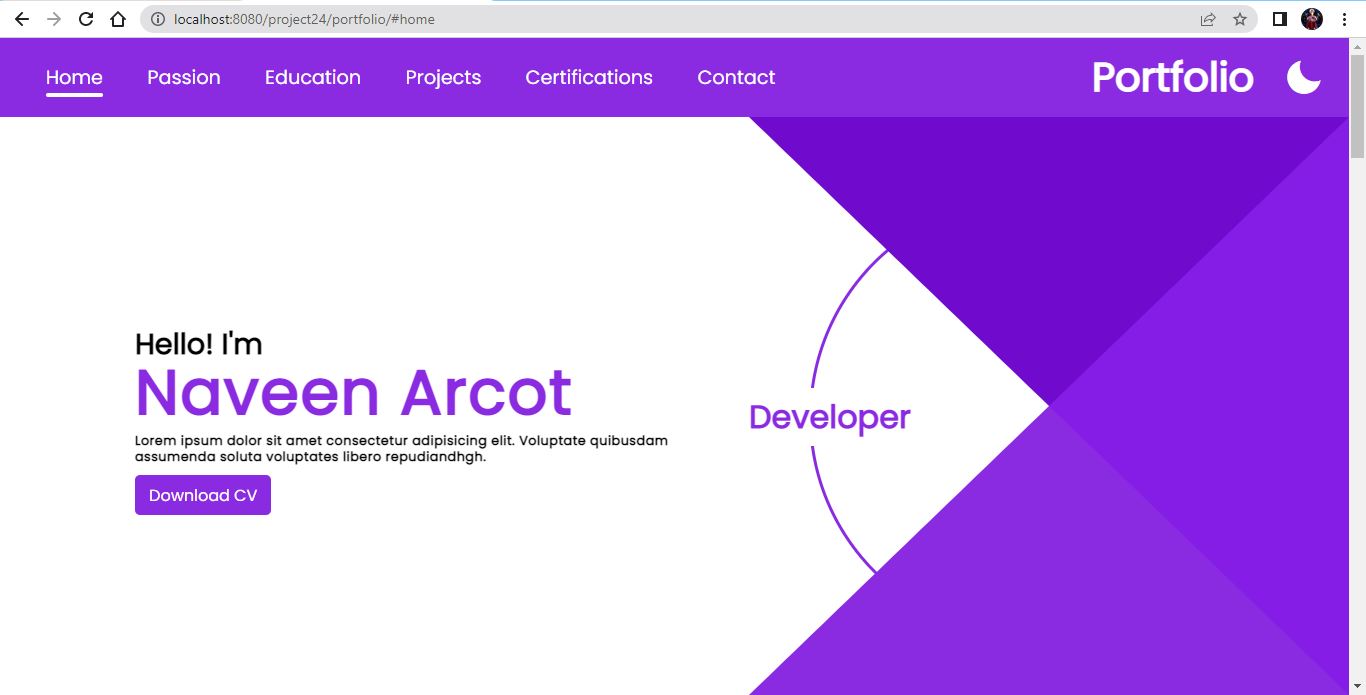 localhost:8080/project24/portfolio/#home
Home Passion Education Projects Certifications Contact Portfolio
Hello! I'm
Naveen Arcot
Lorem ipsum dolor sit amet consectetur adipisicing elit. Voluptate quibusdam
assumenda soluta voluptates libero repudiandhgh.
Download CV
Developer